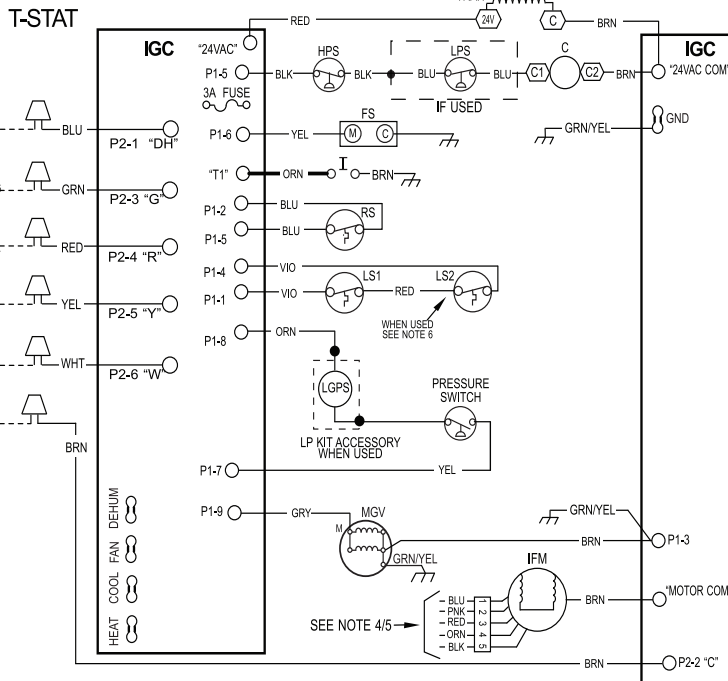 T-STAT
RED
24V
C
BRN
IGC
"24VAC"
IGC
"24VAC COM"
P1-5
BLK
HPS
BLK
BLU
LPS
BLU
C1
C
C2
BRN
3A FUSE
IF USED
BLU
P2-1 "DH"
P1-6
YEL
FS
M
C
GRN/YEL
GND
"T1"
ORN
I
BRN
GRN
P2-3 "G"
P1-2
BLU
RS
P1-5
BLU
RED
P2-4 "R"
P1-4
VIO
P1-1
VIO
LS1
RED
LS2
YEL
P2-5 "Y"
WHEN USED
SEE NOTE 6
P1-8
ORN
WHT
P2-6 "W"
LGPS
PRESSURE
SWITCH
LP KIT ACCESSORY
WHEN USED
BRN
P1-7
YEL
P1-9
GRY
MGV
M
GRN/YEL
GRN/YEL
BRN
P1-3
DEHUM
FAN
COOL
HEAT
IFM
SEE NOTE 4/5
BLU 1
PNK 2
RED 3
ORN 4
BLK 5
BRN
"MOTOR COM
BRN
P2-2 "C"